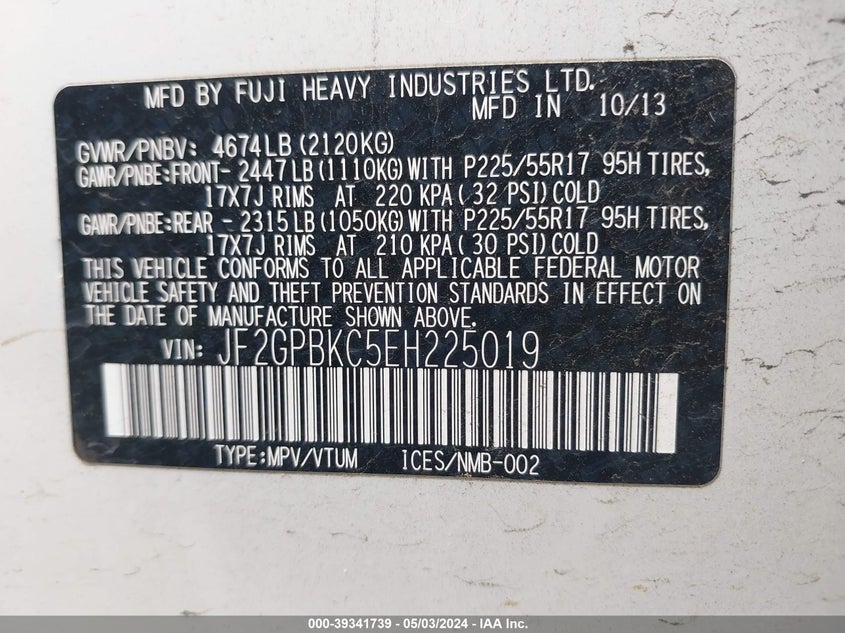 MFD BY FUJI HEAVY INDUSTRIES LTD.
MFD IN 10/13
GVWR/PNBV: 4674LB(2120KG)
GAWR/PNBE:FRONT- 2447LB(1110KG)WITH P225/55R17 95H TIRES,
17X7J RIMS AT 220 KPA( 32 PSI)COLD
GAWR/PNBE:REAR - 2315LB(1050KG)WITH P225/55R17 95H TIRES,
17X7J RIMS AT 210 KPA( 30 PSI)COLD
THIS VEHICLE CONFORMS TO ALL APPLICABLE FEDERAL MOTOR
VEHICLE SAFETY AND THEFT PREVENTION STANDARDS IN EFFECT ON
THE DATE OF MANUFACTURE SHOWN ABOVE.
VIN: JF2GPBKC5EH225019
TYPE:MPV/VTUM ICES/NMB-002
000-39341739 - 05/03/2024 - IAA Inc.